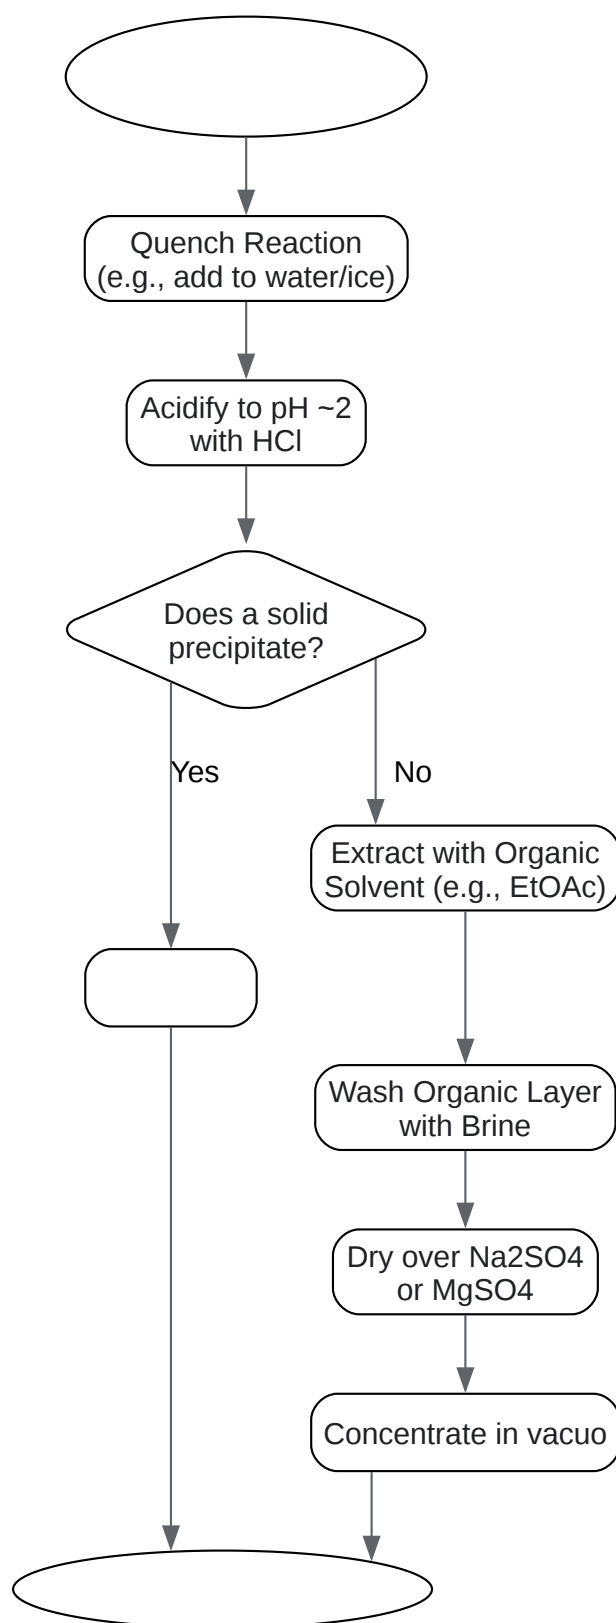 Quench Reaction
(e.g., add to water/ice)
Acidify to pH ~2
with HCl
Does a solid
precipitate?
Yes
No
Extract with Organic
Solvent (e.g., EtOAc)
Wash Organic Layer
with Brine
Dry over Na2SO4
or MgSO4
Concentrate in vacuo